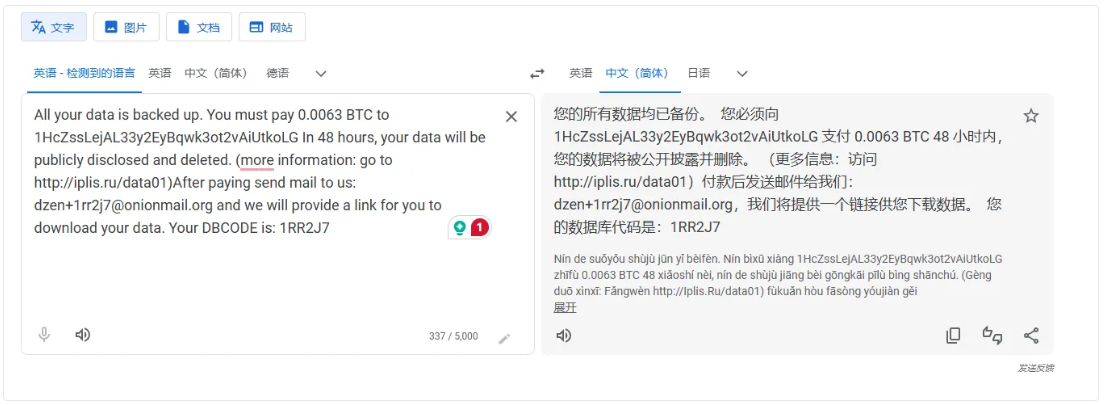 文字 图片 文档 网站
英语 - 检测到的语言 英语 中文（简体） 德语
英语 中文（简体） 日语
All your data is backed up. You must pay 0.0063 BTC to
1HcZssLejAL33y2EyBqwk3ot2vAiUtkoLG In 48 hours, your data will be
publicly disclosed and deleted. (more information: go to
http://iplis.ru/data01)After paying send mail to us:
dzen+1rr2j7@onionmail.org and we will provide a link for you to
download your data. Your DBCODE is: 1RR2J7
1
337 / 5,000
您的所有数据均已备份。 您必须向
1HcZssLejAL33y2EyBqwk3ot2vAiUtkoLG 支付 0.0063 BTC 48 小时内，
您的数据将被公开披露并删除。 （更多信息：访问
http://iplis.ru/data01）付款后发送邮件给我们：
dzen+1rr2j7@onionmail.org，我们将提供一个链接供您下载数据。 您
的数据库代码是：1RR2J7
Nín de suǒyǒu shùjù jūn yǐ bèifèn. Nín bìxū xiàng 1HcZssLejAL33y2EyBqwk3ot2vAiUtkoLG
zhīfù 0.0063 BTC 48 xiǎoshí nèi, nín de shùjù jiāng bèi gōngkāi pīlù bìng shānchú. (Gèng
duō xìnxī: Fǎngwèn http://Iplis.Ru/data01) fùkuǎn hòu fāsòng yóujiàn gěi
展开
发送反馈